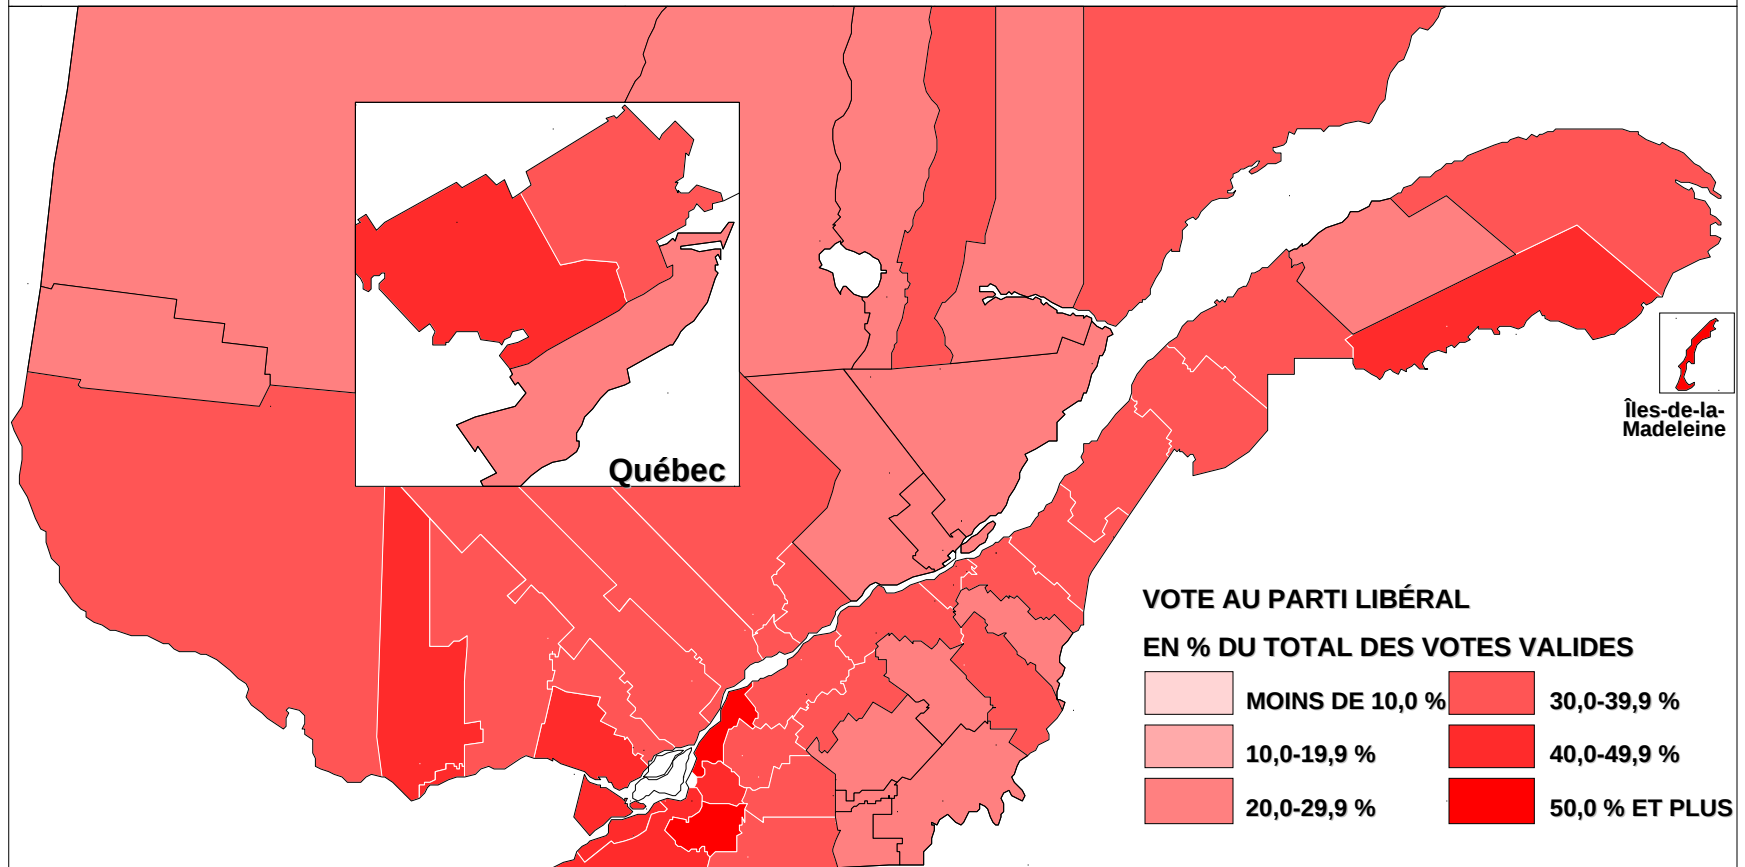 Québec
Îles-de-la-
Madeleine
VOTE AU PARTI LIBÉRAL
EN % DU TOTAL DES VOTES VALIDES
MOINS DE 10,0 %
30,0-39,9 %
10,0-19,9 %
40,0-49,9 %
20,0-29,9 %
50,0 % ET PLUS